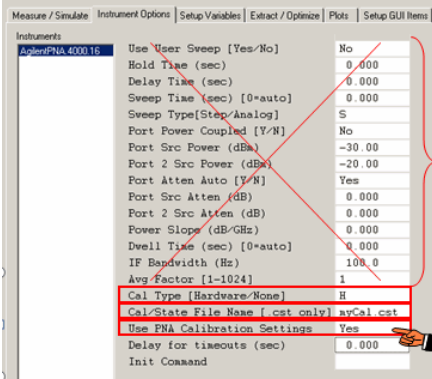 Measure / Simulate Instrument Options Setup Variables Extract / Optimize Plots Setup GUI Items
Instruments
AgilentPNA.4000.16
Use User Sweep [Yes/No] No
Hold Time (sec) 0.000
Delay Time (sec) 0.000
Sweep Time (sec) [0=auto] 0.000
Sweep Type[Step/Analog] S
Port Power Coupled [Y/N] No
Port Src Power (dBm) -30.00
Port 2 Src Power (dBm) -20.00
Port Atten Auto [Y/N] Yes
Port Src Atten (dB) 0.000
Port 2 Src Atten (dB) 0.000
Power Slope (dB/GHz) 0.000
Dwell Time (sec) [0=auto] 0.000
IF Bandwidth (Hz) 100.0
Avg Factor [1-1024] 1
Cal Type [Hardware/None] H
Cal/State File Name [.cst only] myCal.cst
Use PNA Calibration Settings Yes
Delay for timeouts (sec) 0.000
Init Command